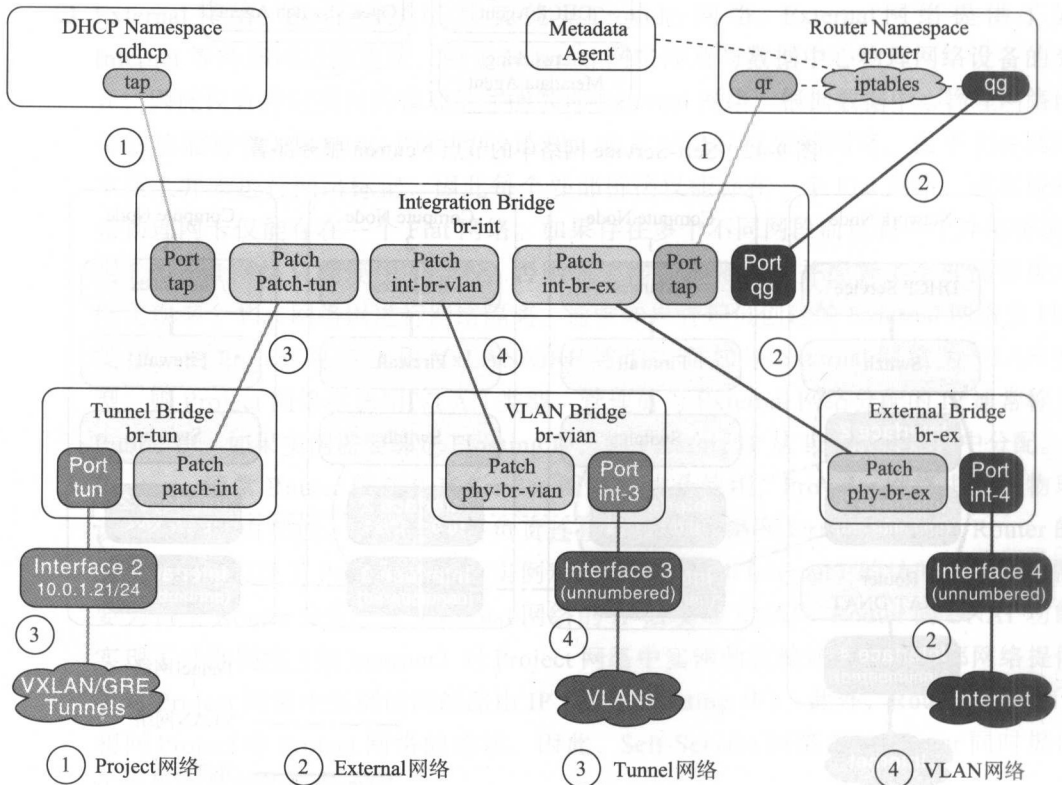 DHCP Namespace
qdhcp
tap
Metadata
Agent
Router Namespace
qrouter
qr
iptables
qg
1
1
2
Integration Bridge
br-int
Port
tap
Patch
Patch-tun
Patch
int-br-vlan
Patch
int-br-ex
Port
tap
Port
qg
3
4
2
Tunnel Bridge
br-tun
Port
tun
Patch
patch-int
VLAN Bridge
br-vian
Patch
phy-br-vian
Port
int-3
External Bridge
br-ex
Patch
phy-br-ex
Port
int-4
Interface 2
10.0.1.21/24
Interface 3
(unnumbered)
Interface 4
(unnumbered)
3
4
2
VXLAN/GRE
Tunnels
VLANs
Internet
1 Project网络
2 External网络
3 Tunnel网络
4 VLAN网络